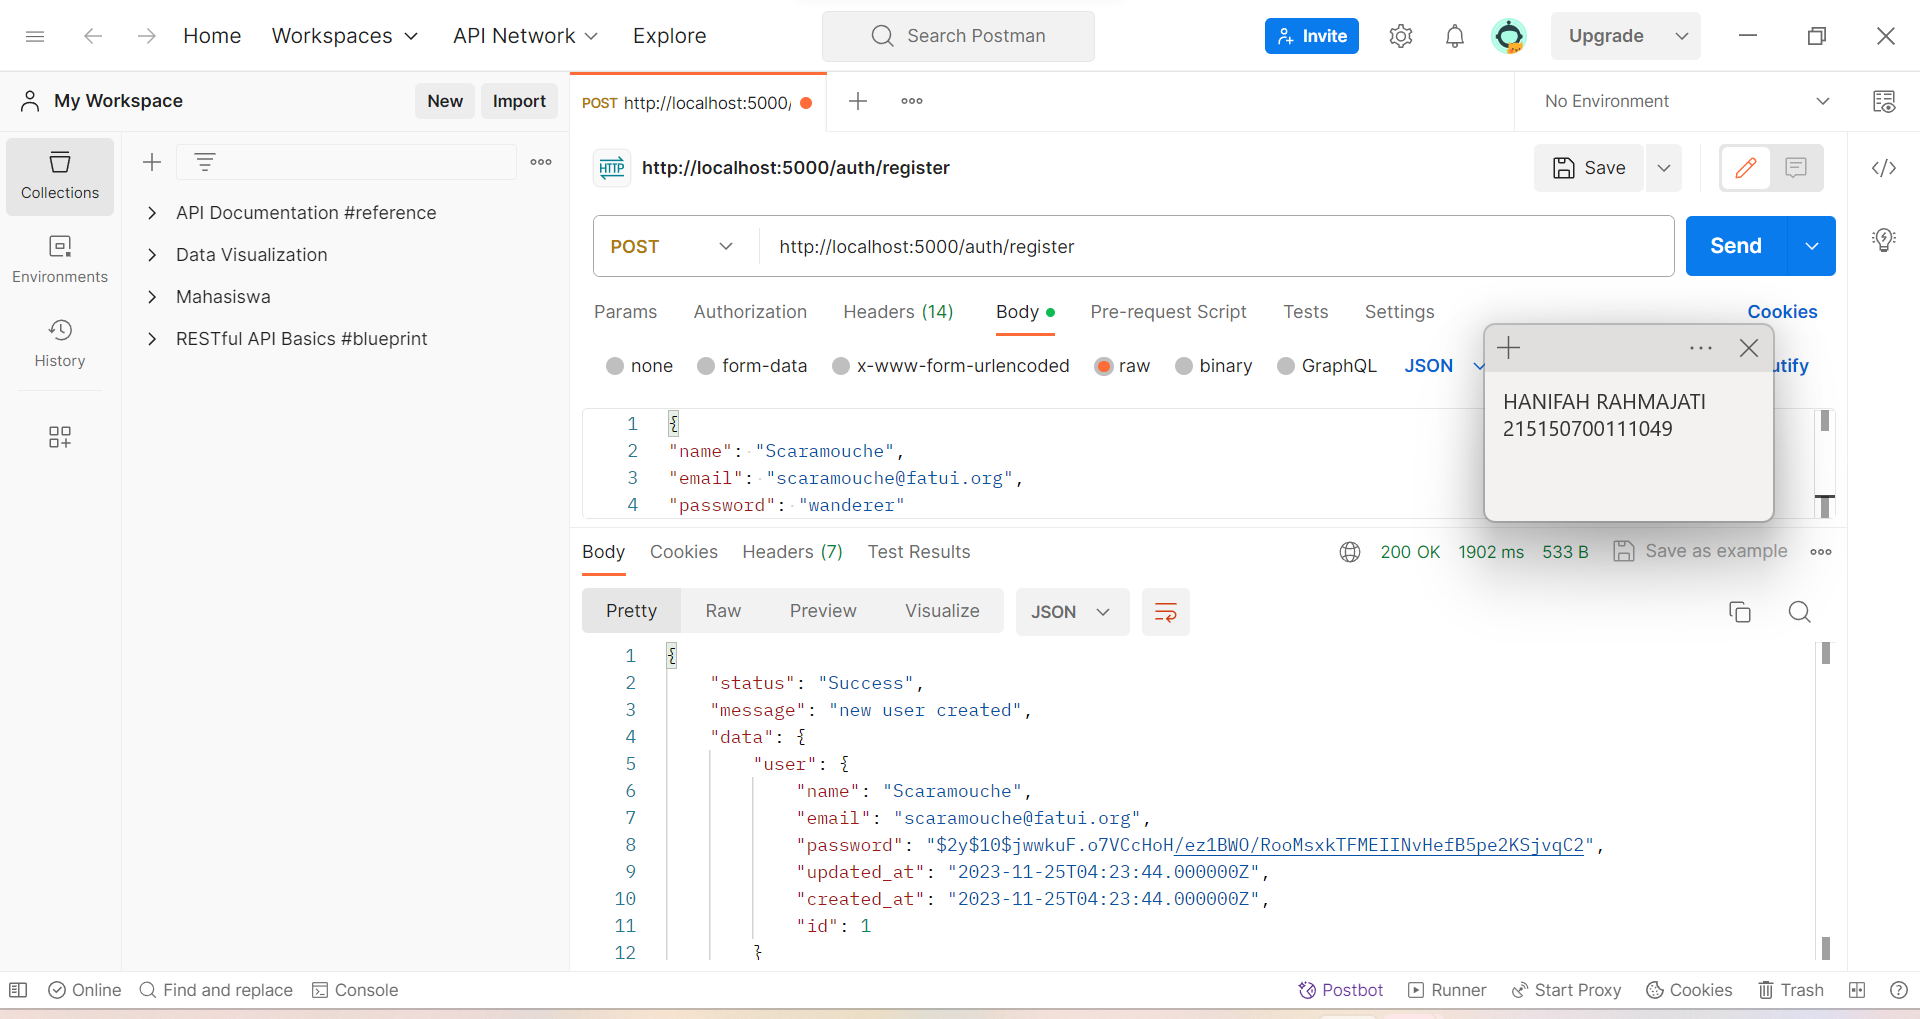 Home Workspaces API Network Explore Search Postman Invite Upgrade
My Workspace New Import POST http://localhost:5000/ No Environment
Collections
Environments
History
API Documentation #reference
Data Visualization
Mahasiswa
RESTful API Basics #blueprint
HTTP http://localhost:5000/auth/register Save
POST http://localhost:5000/auth/register Send
Params Authorization Headers (14) Body Pre-request Script Tests Settings Cookies
none form-data x-www-form-urlencoded raw binary GraphQL JSON utify
1 {
2 "name": "Scaramouche",
3 "email": "scaramouche@fatui.org",
4 "password": "wanderer"
HANIFAH RAHMAJATI
215150700111049
Body Cookies Headers (7) Test Results 200 OK 1902 ms 533 B Save as example
Pretty Raw Preview Visualize JSON
1 {
2 "status": "Success",
3 "message": "new user created",
4 "data": {
5 "user": {
6 "name": "Scaramouche",
7 "email": "scaramouche@fatui.org",
8 "password": "$2y$10$jwwkuF.o7VCcHoH/ez1BWO/RooMsxkTFMEIINvHefB5pe2KSjvqC2",
9 "updated_at": "2023-11-25T04:23:44.000000Z",
10 "created_at": "2023-11-25T04:23:44.000000Z",
11 "id": 1
12 }
Online Find and replace Console Postbot Runner Start Proxy Cookies Trash